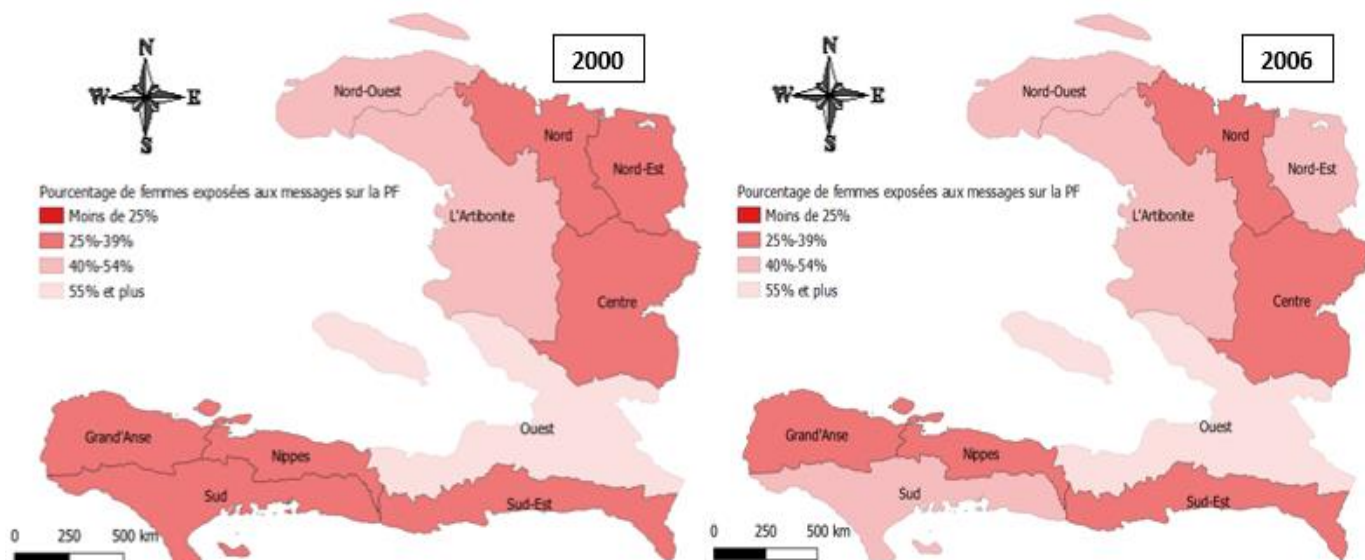 2000
N
W E
S
Nord-Ouest
Nord
Nord-Est
Pourcentage de femmes exposées aux messages sur la PF
Moins de 25%
25%-39%
40%-54%
55% et plus
L'Artibonite
Centre
Ouest
Grand'Anse
Nippes
Sud
Sud-Est
0 250 500 km
2006
N
W E
S
Nord-Ouest
Nord
Nord-Est
Pourcentage de femmes exposées aux messages sur la PF
Moins de 25%
25%-39%
40%-54%
55% et plus
L'Artibonite
Centre
Ouest
Grand'Anse
Nippes
Sud
Sud-Est
0 250 500 km